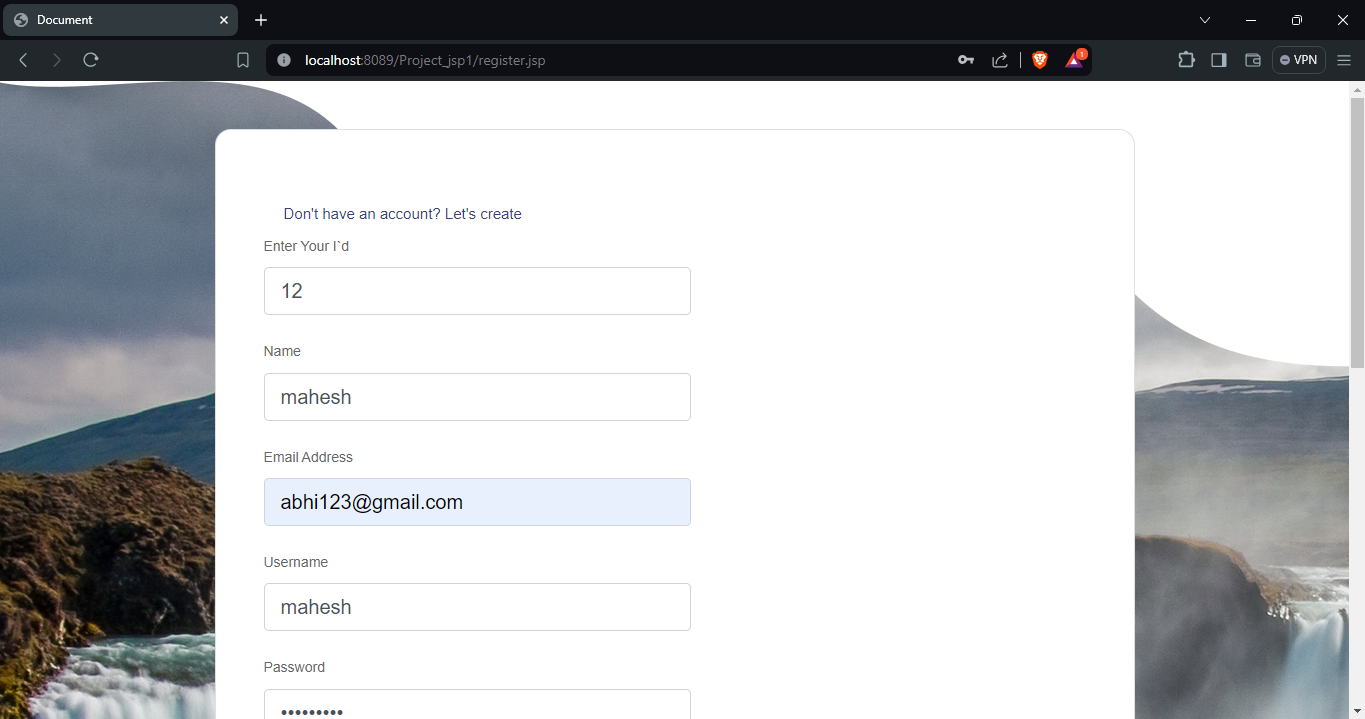 Document
localhost:8089/Project_jsp1/register.jsp
1
VPN
Don't have an account? Let's create
Enter Your I`d
12
Name
mahesh
Email Address
abhi123@gmail.com
Username
mahesh
Password
•••••••••